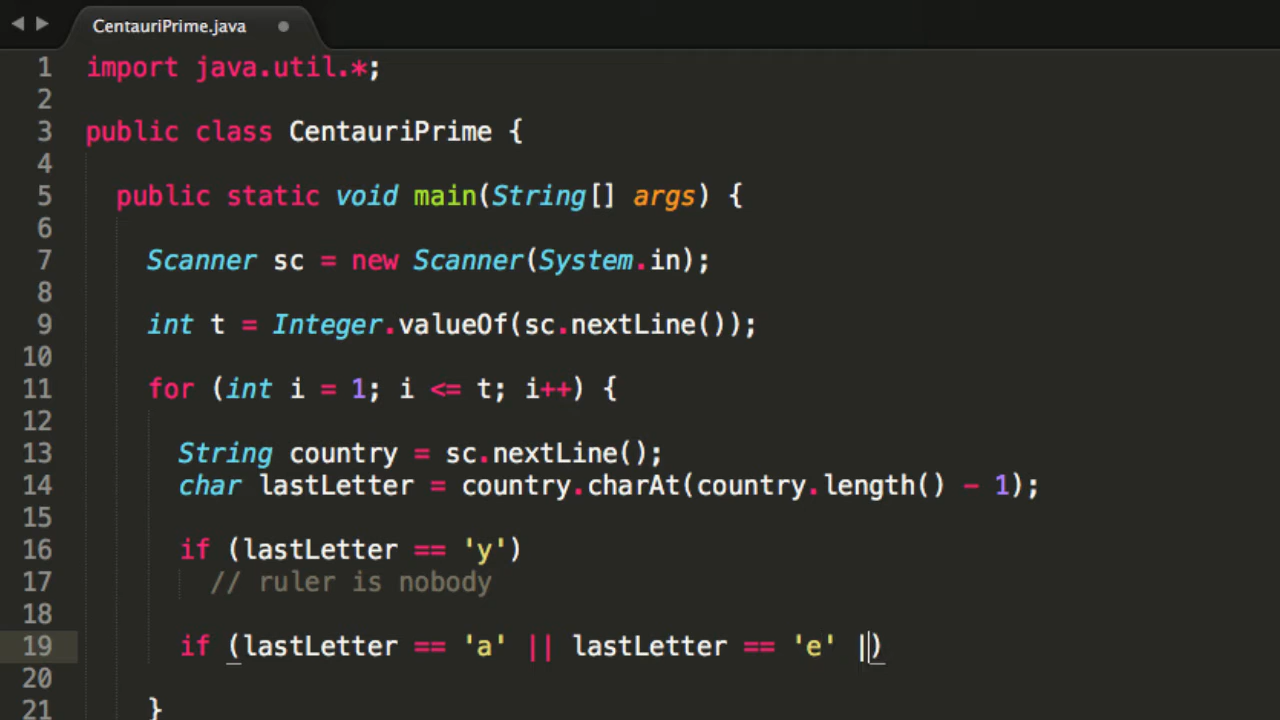 CentauriPrime.java
1 import java.util.*;
2
3 public class CentauriPrime {
4
5 public static void main(String[] args) {
6
7 Scanner sc = new Scanner(System.in);
8
9 int t = Integer.valueOf(sc.nextLine());
10
11 for (int i = 1; i <= t; i++) {
12
13 String country = sc.nextLine();
14 char lastLetter = country.charAt(country.length() - 1);
15
16 if (lastLetter == 'y')
17 // ruler is nobody
18
19 if (lastLetter == 'a' || lastLetter == 'e' |)
20
21 }